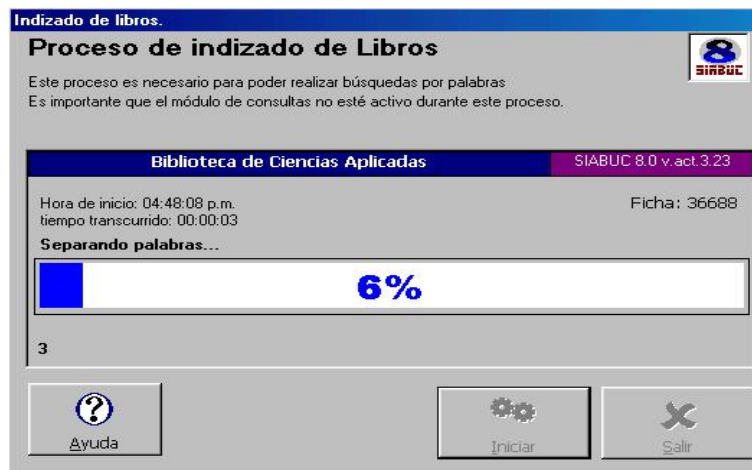 Indizado de libros.
Proceso de indizado de Libros
8
SIABUC
Este proceso es necesario para poder realizar búsquedas por palabras
Es importante que el módulo de consultas no esté activo durante este proceso.
Biblioteca de Ciencias Aplicadas
SIABUC 8.0 v.act.3.23
Hora de inicio: 04:48:08 p.m.
Ficha: 36688
tiempo transcurrido: 00:00:03
Separando palabras...
6%
3
?
Ayuda
Iniciar
Salir